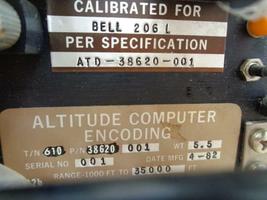 CALIBRATED FOR
BELL 206 L
PER SPECIFICATION
ATD-38620-001
ALTITUDE COMPUTER
ENCODING
T/N 610 P/N 38620 001 WT 5.5
SERIAL NO 001 DATE MFG 4-82
RANGE-1000 FT TO 35000 FT